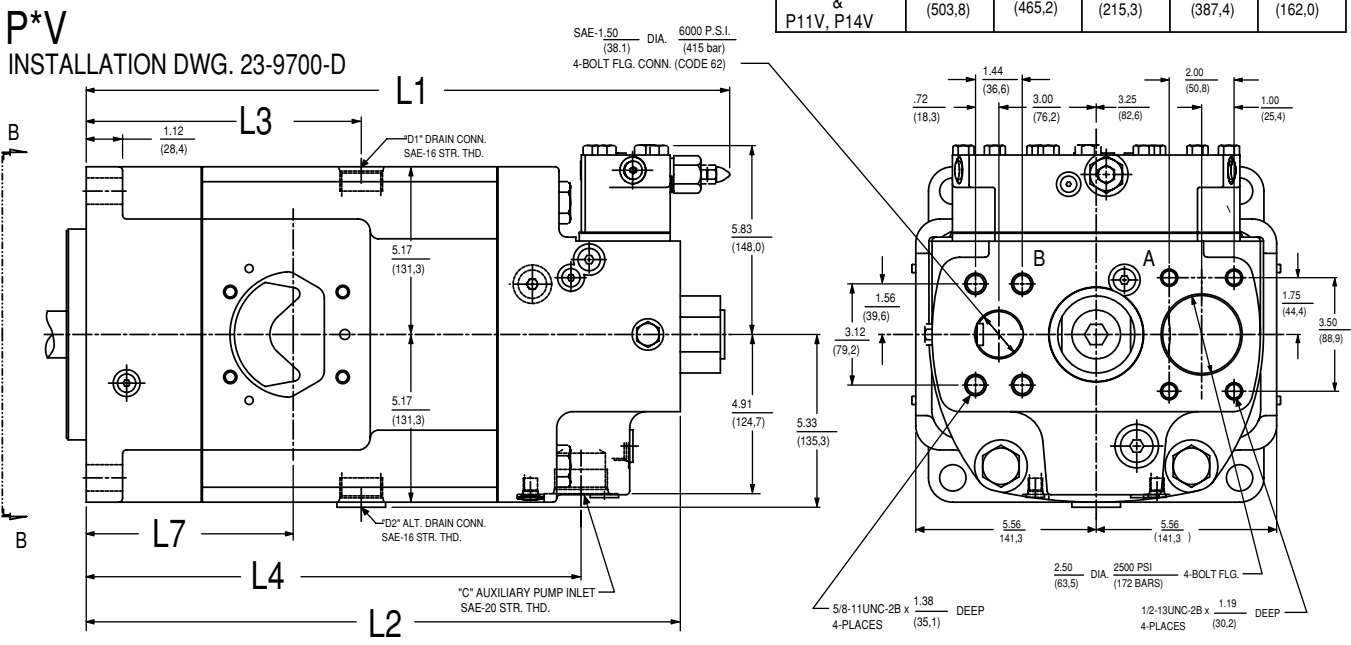 &
P11V, P14V
(503,8)
(465,2)
(215,3)
(387,4)
(162,0)
P*V
INSTALLATION DWG. 23-9700-D
SAE-1.50 DIA. 6000 P.S.I.
(38.1) (415 bar)
4-BOLT FLG. CONN. (CODE 62)
L1
L3
B
1.12
(28,4)
"D1" DRAIN CONN.
SAE-16 STR. THD.
5.17
(131,3)
5.83
(148,0)
5.17
(131,3)
4.91
(124,7)
5.33
(135,3)
B
L7
"D2" ALT. DRAIN CONN.
SAE-16 STR. THD.
L4
"C" AUXILIARY PUMP INLET
SAE-20 STR. THD.
L2
1.44
(36,6)
2.00
(50,8)
.72
(18,3)
3.00
(76,2)
3.25
(82,6)
1.00
(25,4)
B
A
1.56
(39,6)
3.12
(79,2)
1.75
(44,4)
3.50
(88,9)
5.56
141,3
5.56
(141,3 )
2.50 DIA. 2500 PSI 4-BOLT FLG.
(63,5) (172 BARS)
5/8-11UNC-2B x 1.38 DEEP
4-PLACES (35,1)
1/2-13UNC-2B x 1.19 DEEP
4-PLACES (30,2)